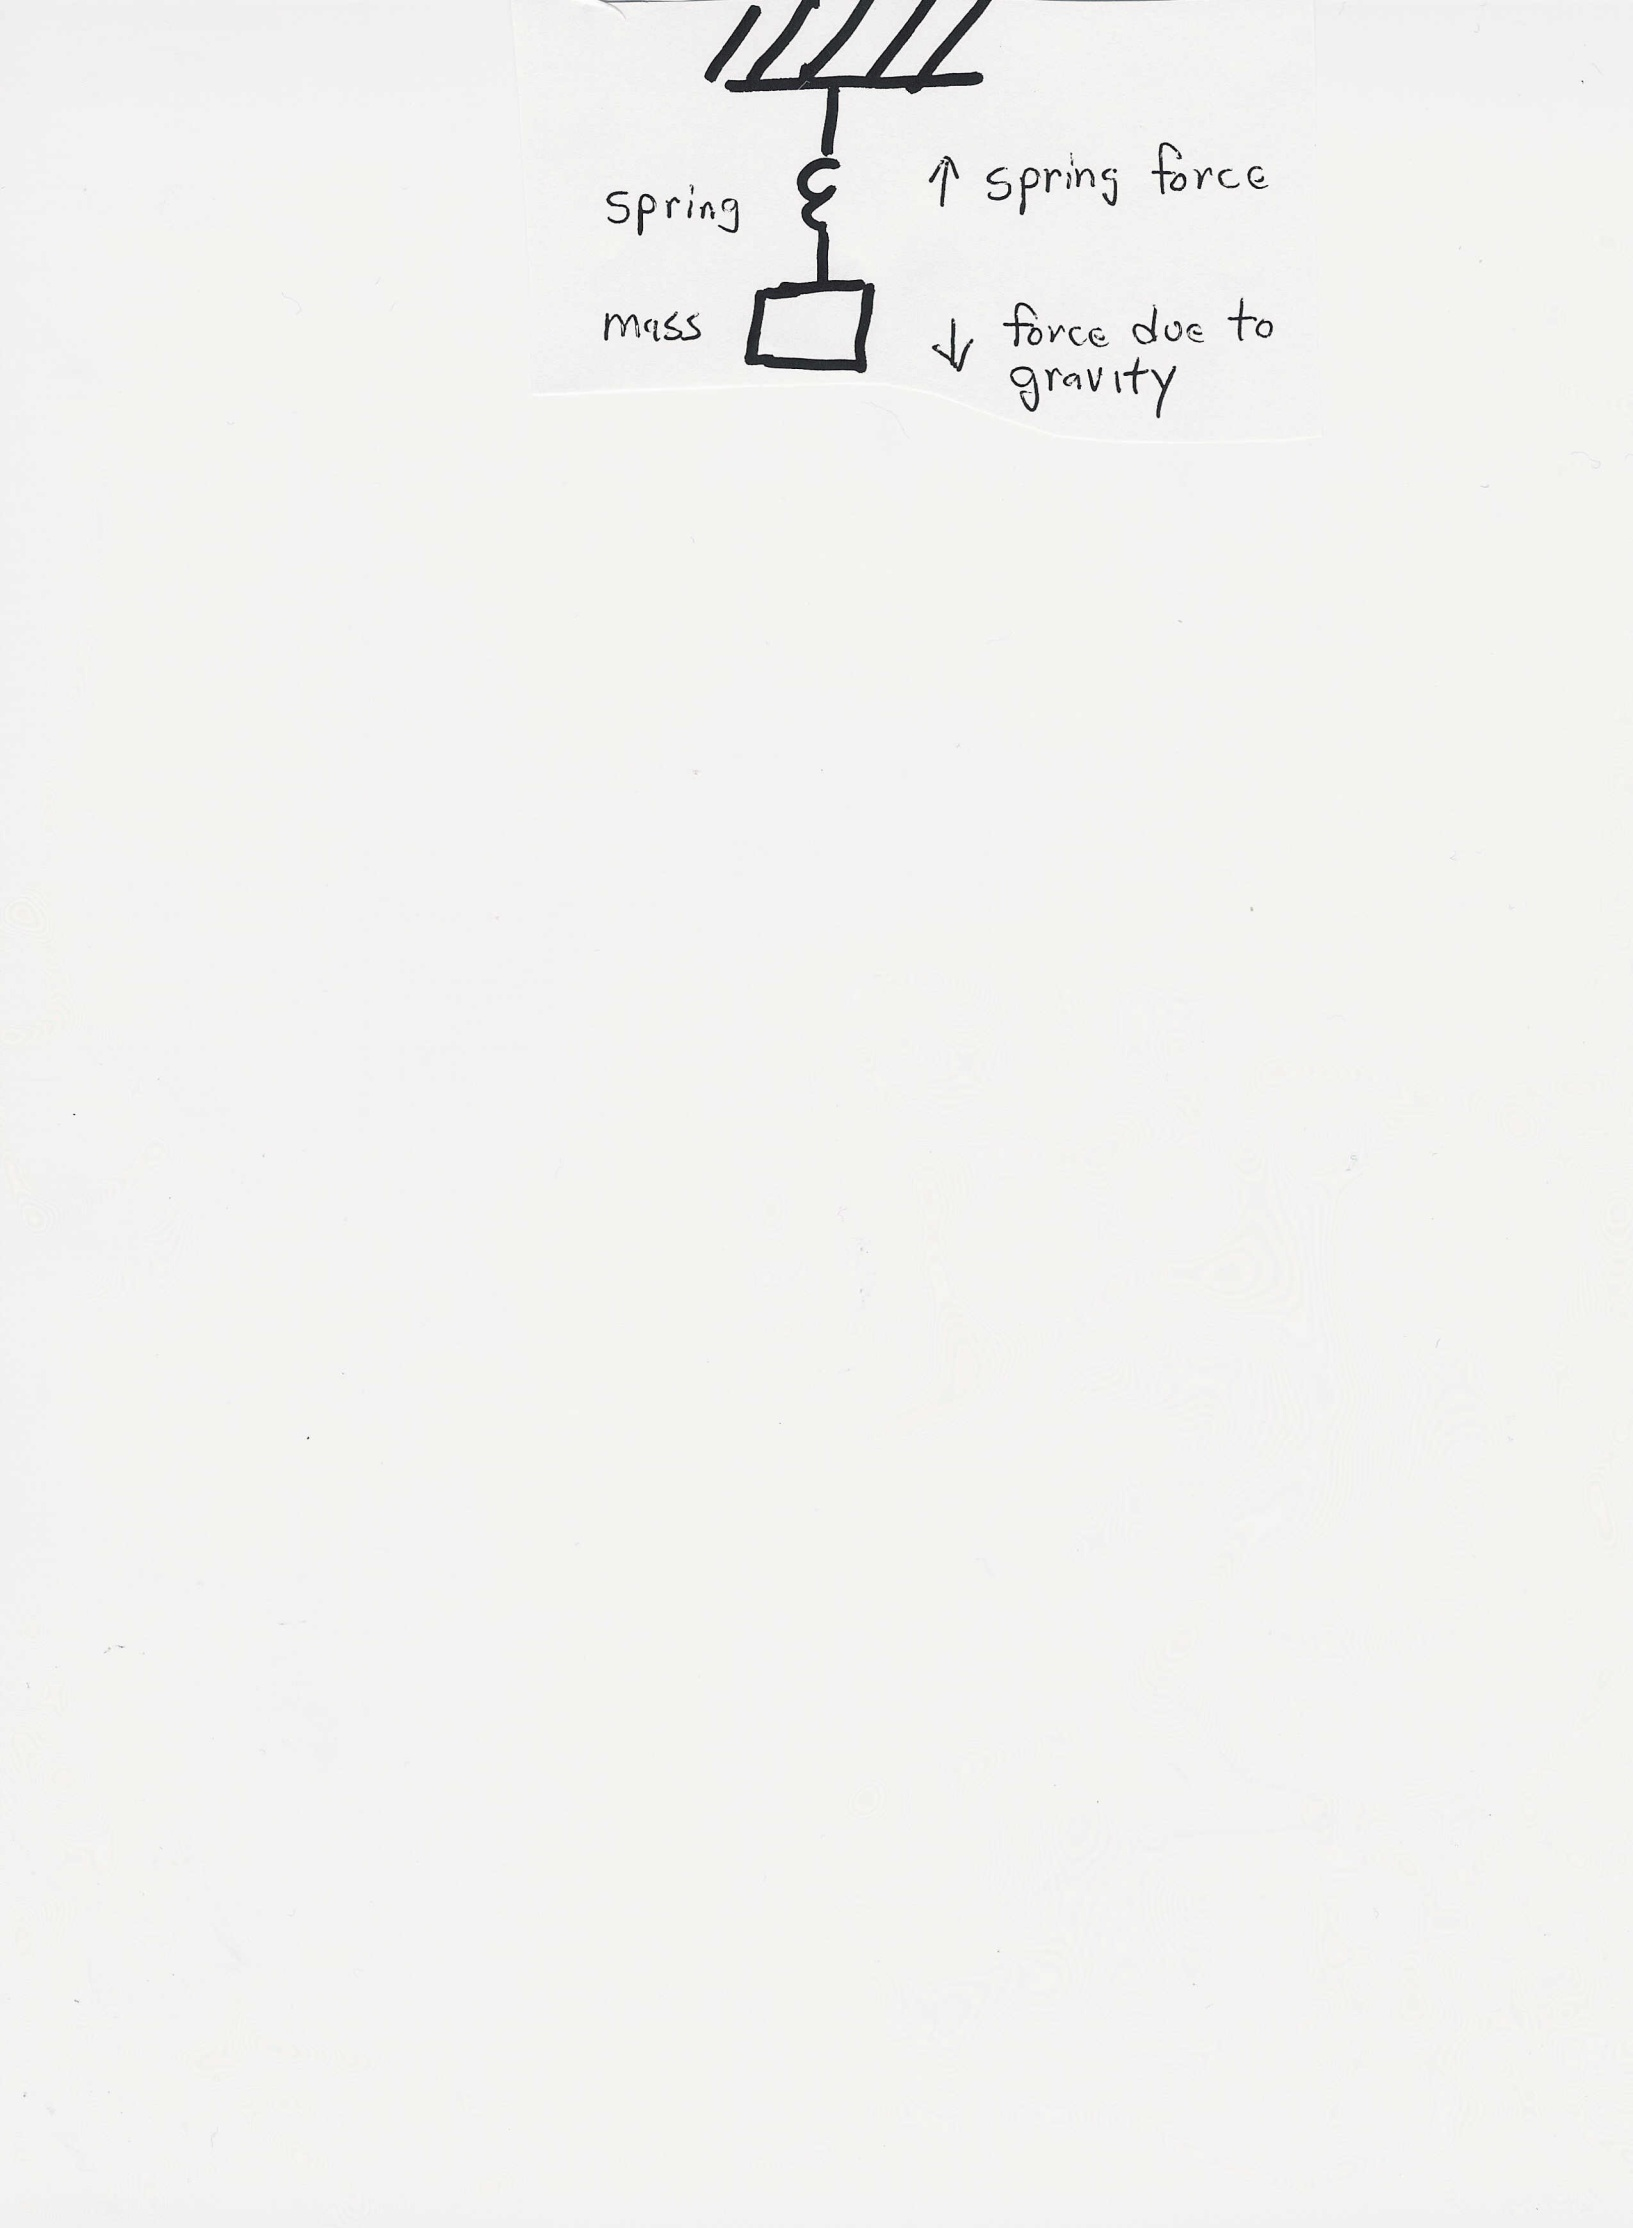 ↑ spring force
spring
mass
↓ force due to
gravity